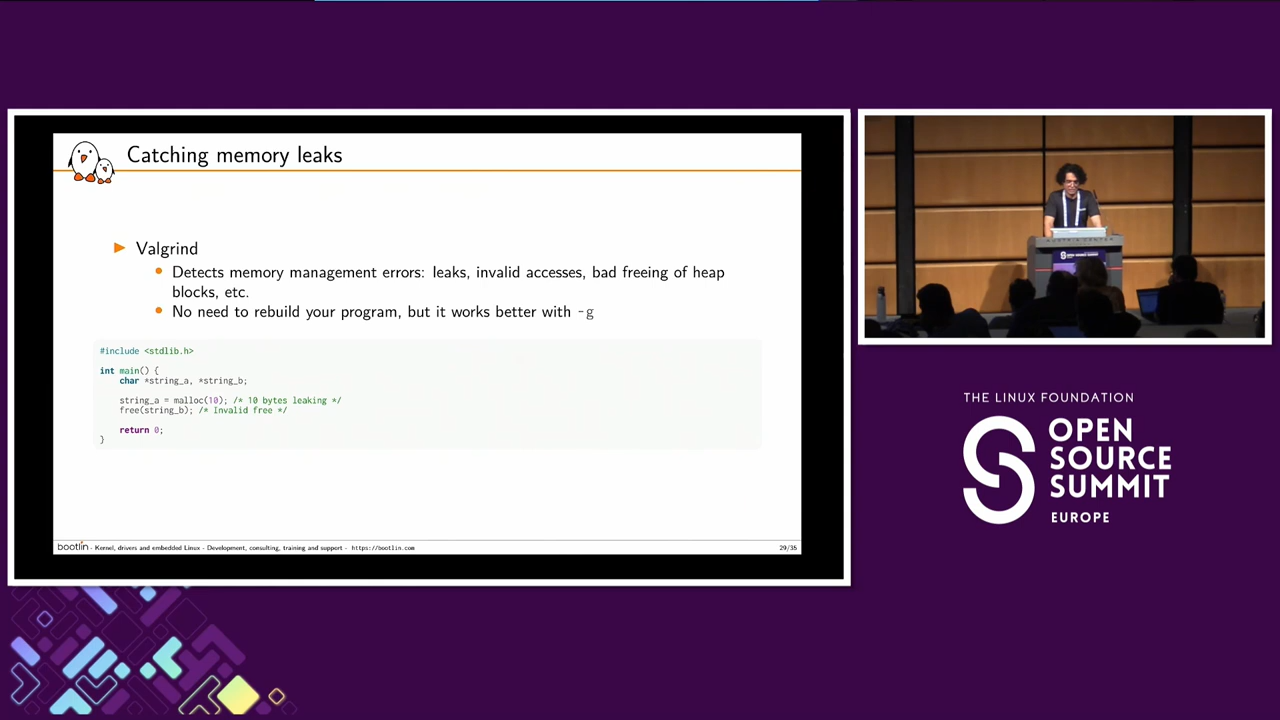 Catching memory leaks
Valgrind
Detects memory management errors: leaks, invalid accesses, bad freeing of heap
blocks, etc.
No need to rebuild your program, but it works better with -g
#include <stdlib.h>
int main() {
char *string_a, *string_b;
string_a = malloc(10); /* 10 bytes leaking */
free(string_b); /* Invalid free */
return 0;
}
bootlin - Kernel, drivers and embedded Linux - Development, consulting, training and support - https://bootlin.com
29/35
THE LINUX FOUNDATION
OPEN
SOURCE
SUMMIT
EUROPE